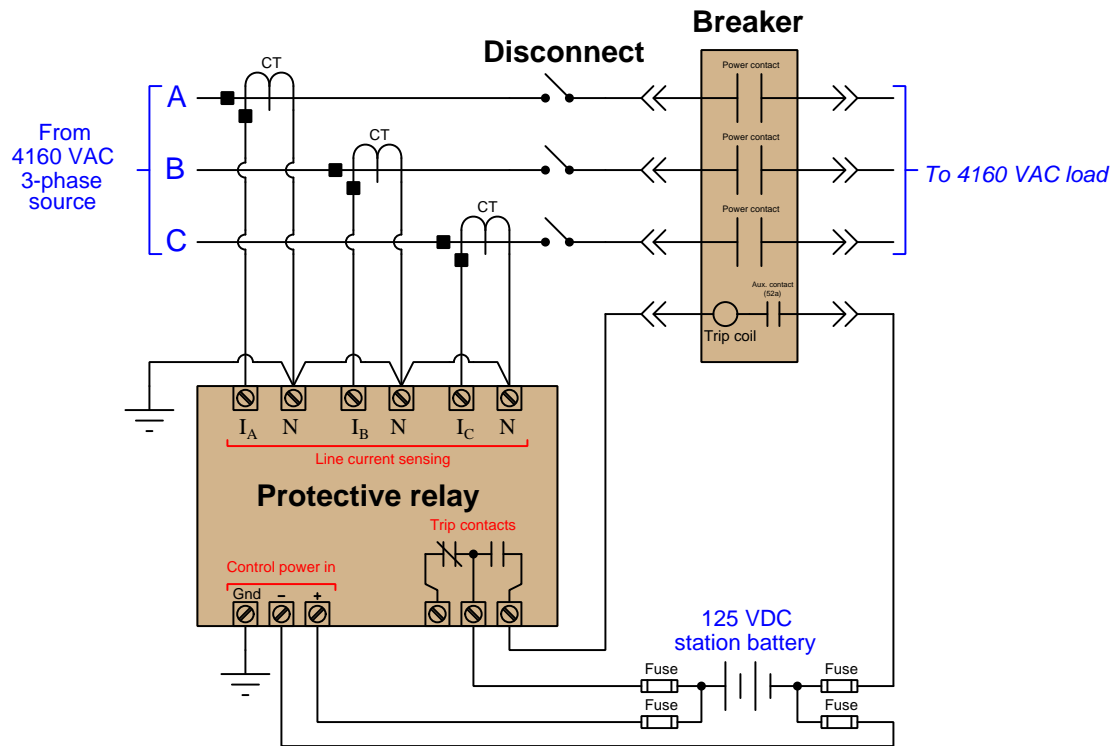 Breaker
Disconnect
CT
Power contact
A
From
4160 VAC
3-phase
source
CT
Power contact
B
To 4160 VAC load
CT
Power contact
C
Aux. contact
(52a)
Trip coil
IA N IB N IC N
Line current sensing
Protective relay
Trip contacts
Control power in
Gnd − +
125 VDC
station battery
Fuse
Fuse
Fuse
Fuse